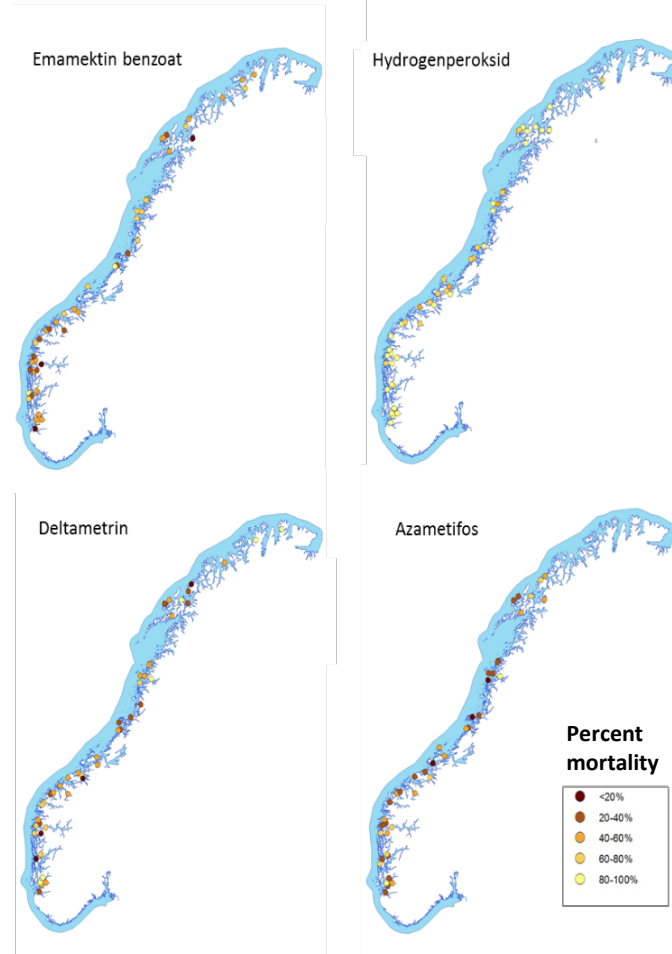 Emamektin benzoat
Hydrogenperoksid
Deltametrin
Azametifos
Percent
mortality
<20%
20-40%
40-60%
60-80%
80-100%